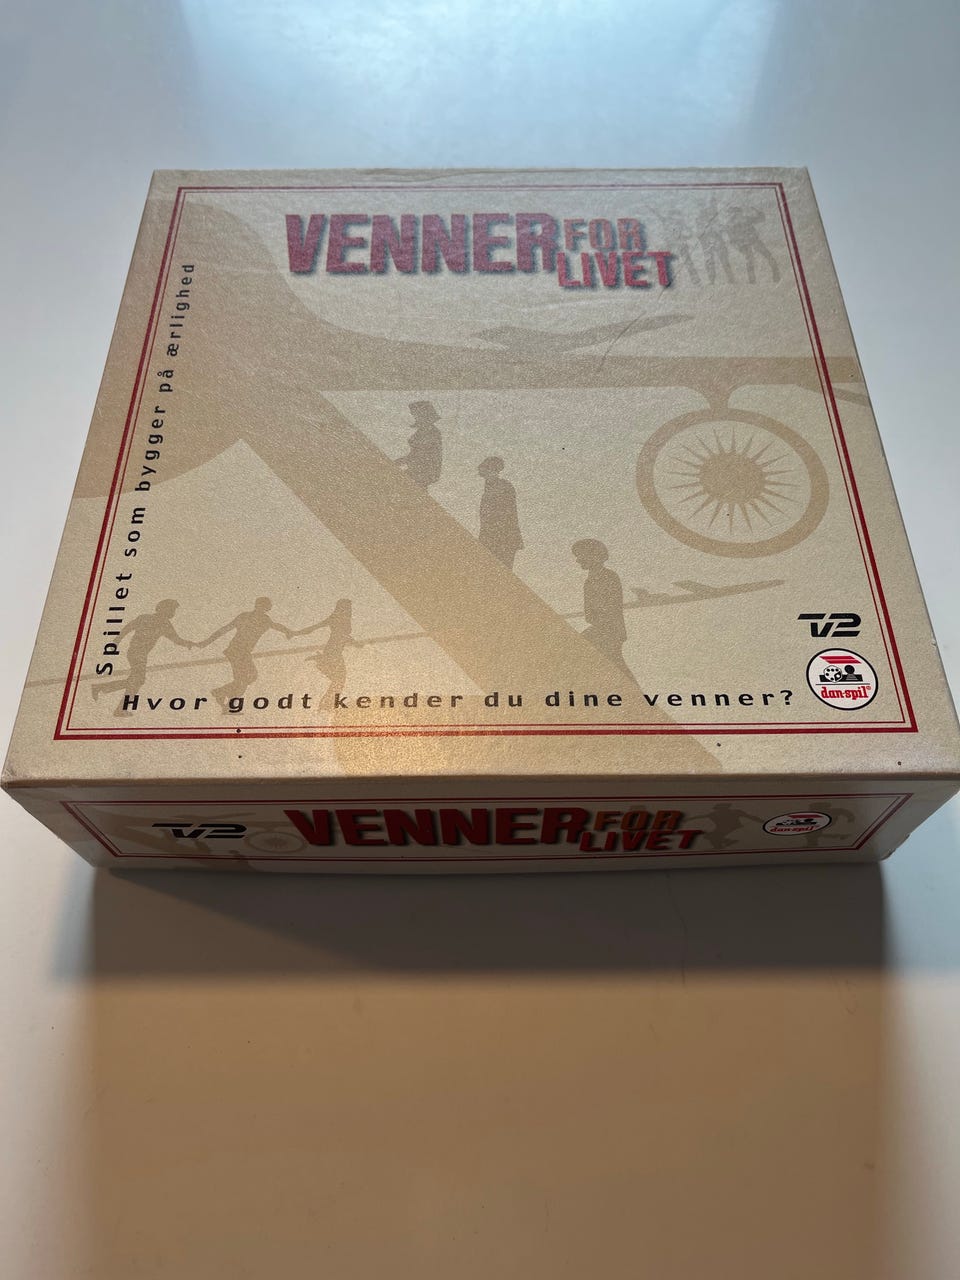 VENNER FOR
LIVET
Spillet som bygger på ærlighed
TV2
dan-spil®
Hvor godt kender du dine venner?
TV2
VENNER FOR
LIVET
dan-spil®